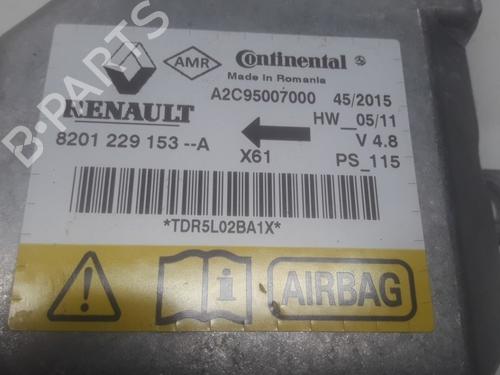 B-PARTS
AMR
Continental
Made in Romania
RENAULT
A2C95007000 45/2015
HW_05/11
8201 229 153 --A
X61
V 4.8
PS_115
*TDR5L02BA1X*
! i AIRBAG